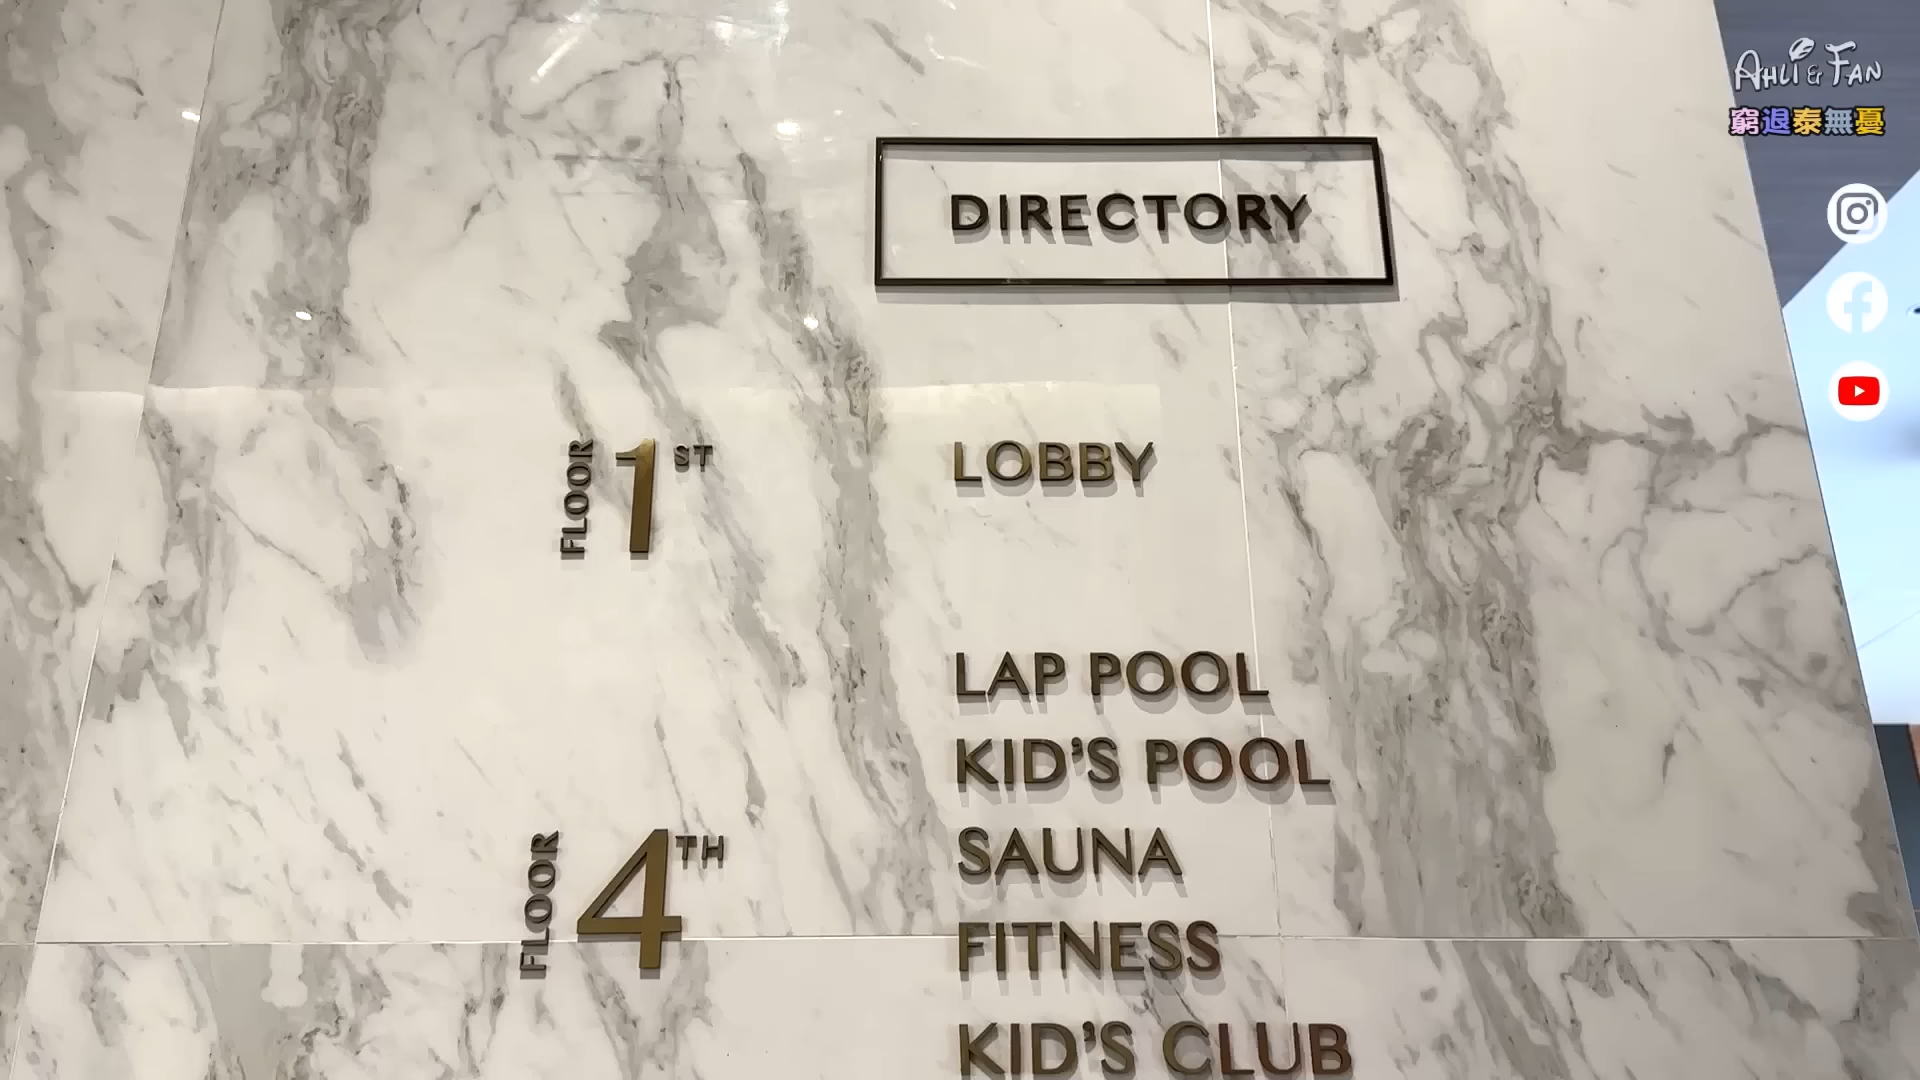 AHLI & FAN
窮退泰無憂
DIRECTORY
FLOOR 1ST
LOBBY
LAP POOL
KID'S POOL
SAUNA
FLOOR 4TH
FITNESS
KID'S CLUB